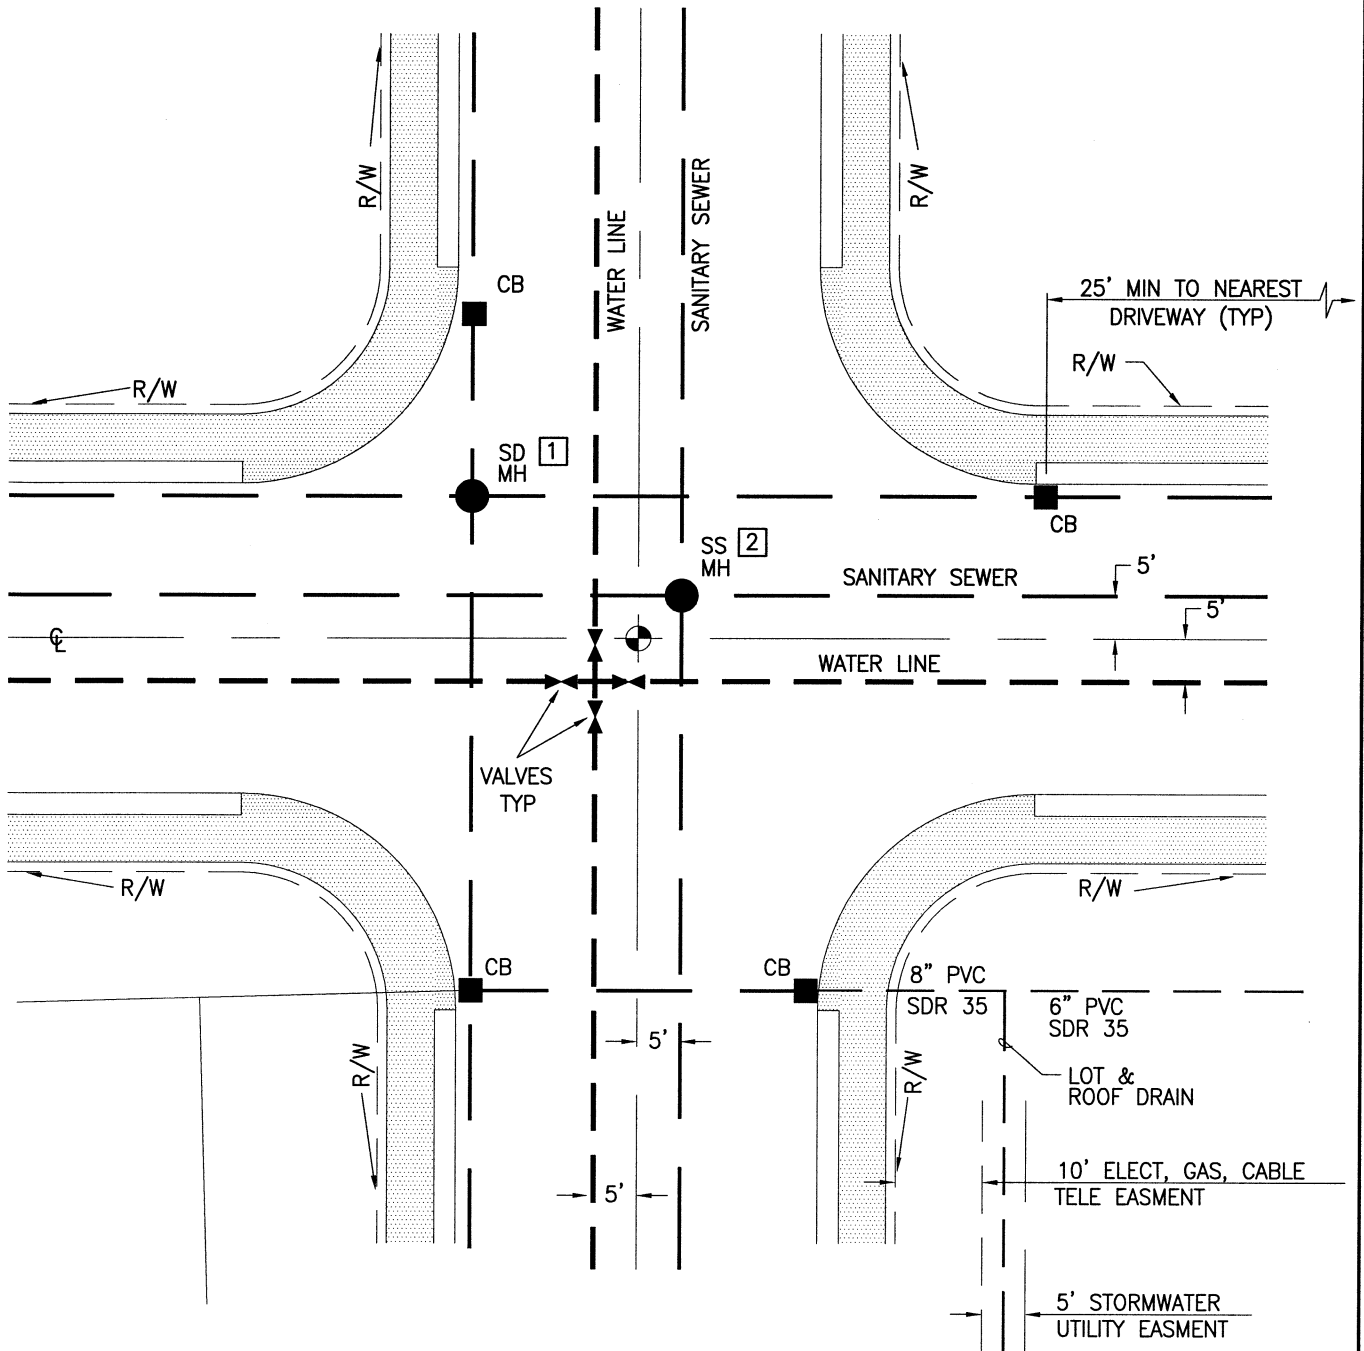 R/W
R/W
WATER LINE
SANITARY SEWER
CB
25' MIN TO NEAREST
DRIVEWAY (TYP)
R/W
R/W
SD 1
MH
CB
SS 2
MH
SANITARY SEWER
5'
5'
℄
WATER LINE
VALVES
TYP
R/W
R/W
CB
CB
8" PVC
SDR 35
6" PVC
SDR 35
5'
R/W
R/W
LOT &
ROOF DRAIN
10' ELECT, GAS, CABLE
TELE EASMENT
5'
5' STORMWATER
UTILITY EASMENT